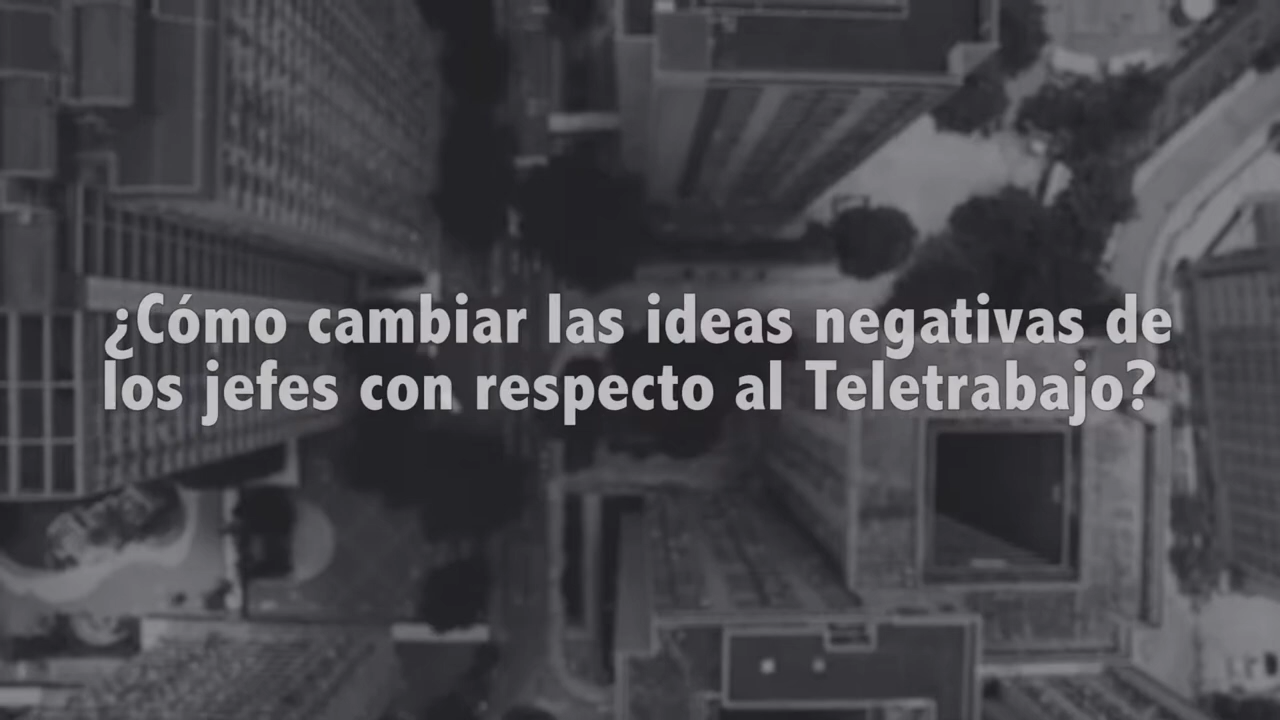 ¿Cómo cambiar las ideas negativas de
los jefes con respecto al Teletrabajo?